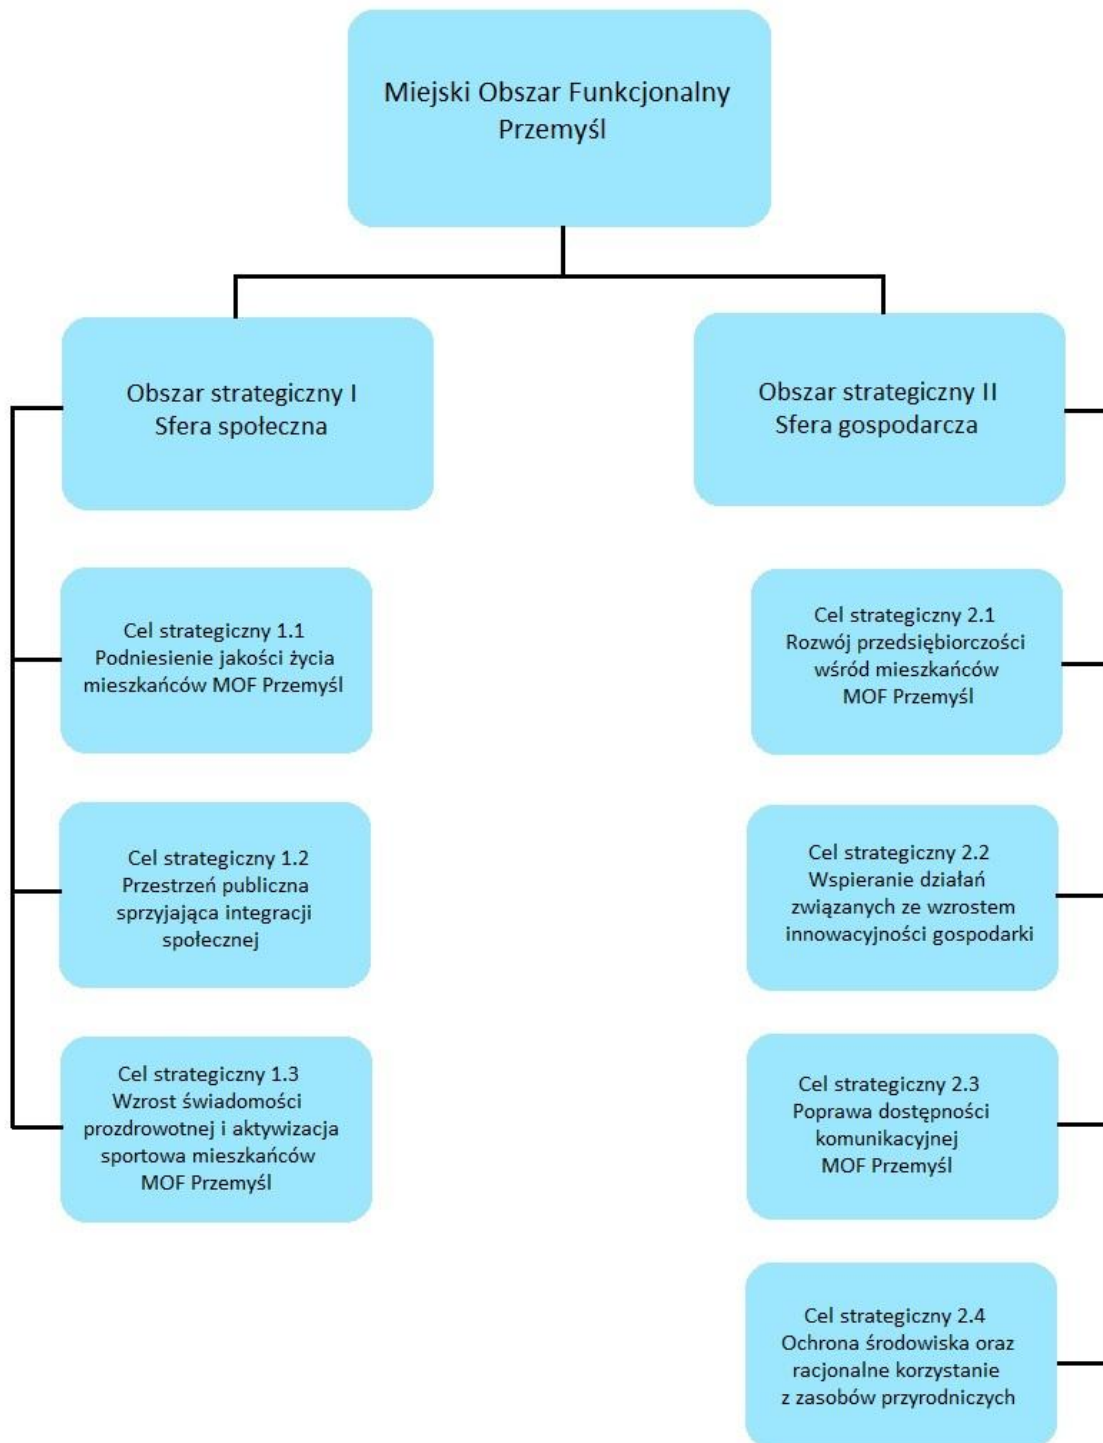 Miejski Obszar Funkcjonalny
Przemyśl
Obszar strategiczny I
Sfera społeczna
Obszar strategiczny II
Sfera gospodarcza
Cel strategiczny 1.1
Podniesienie jakości życia
mieszkańców MOF Przemyśl
Cel strategiczny 1.2
Przestrzeń publiczna
sprzyjająca integracji
społecznej
Cel strategiczny 1.3
Wzrost świadomości
prozdrowotnej i aktywizacja
sportowa mieszkańców
MOF Przemyśl
Cel strategiczny 2.1
Rozwój przedsiębiorczości
wśród mieszkańców
MOF Przemyśl
Cel strategiczny 2.2
Wspieranie działań
związanych ze wzrostem
innowacyjności gospodarki
Cel strategiczny 2.3
Poprawa dostępności
komunikacyjnej
MOF Przemyśl
Cel strategiczny 2.4
Ochrona środowiska oraz
racjonalne korzystanie
z zasobów przyrodniczych